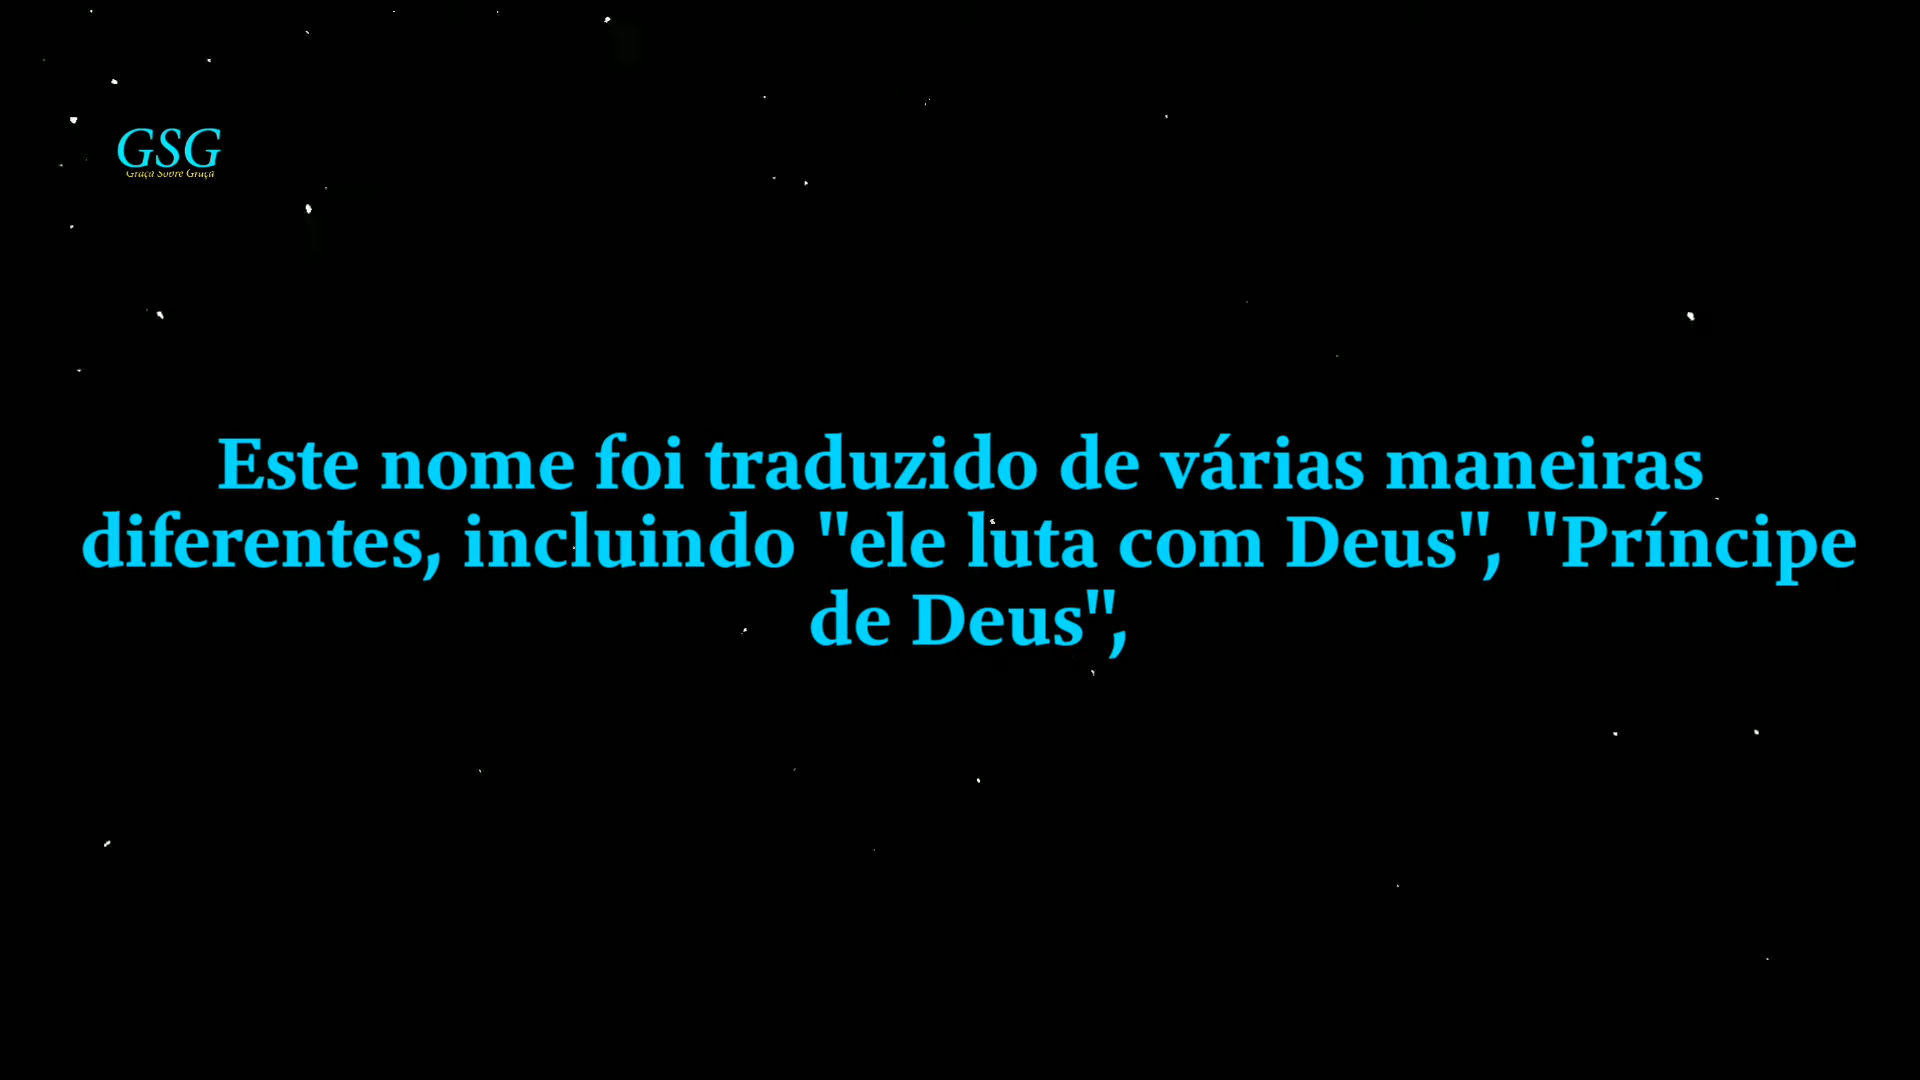 GSG
Graça Sobre Graça
Este nome foi traduzido de várias maneiras
diferentes, incluindo "ele luta com Deus", "Príncipe
de Deus",